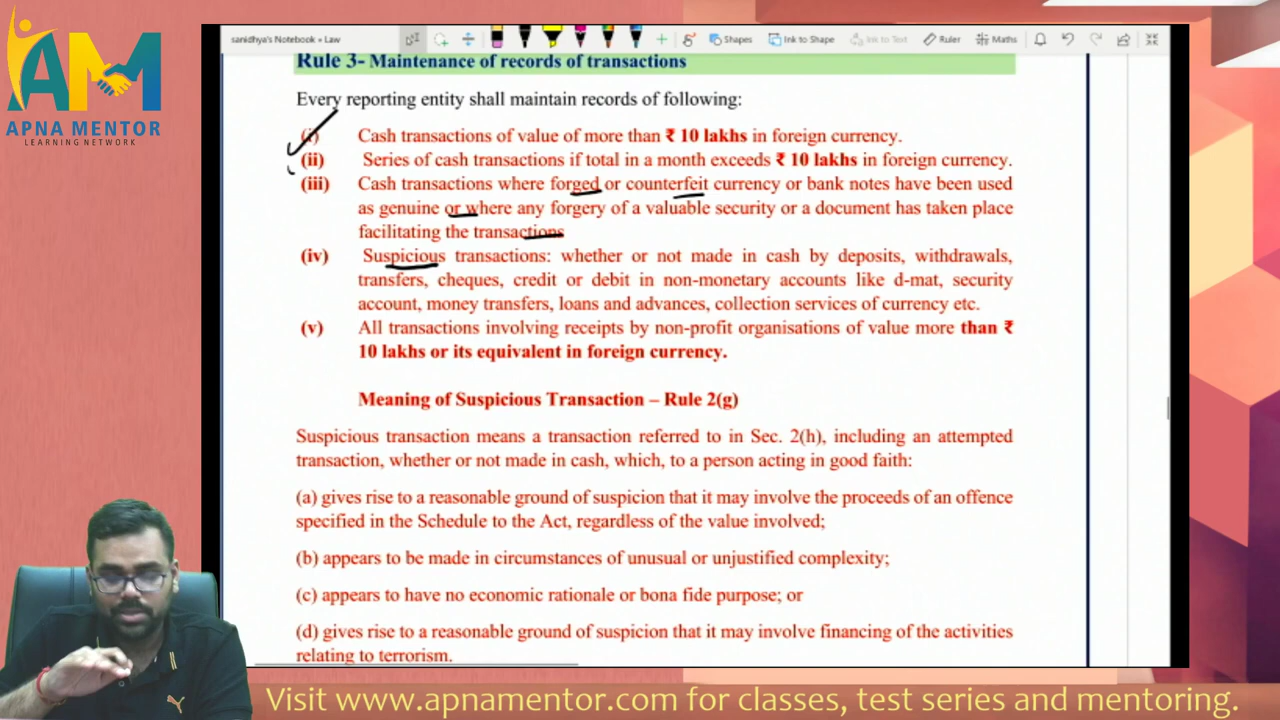 AM
APNA MENTOR
LEARNING NETWORK
sanidhya's Notebook » Law
Shapes
Ink to Shape
Ink to Text
Ruler
Maths
Rule 3- Maintenance of records of transactions
Every reporting entity shall maintain records of following:
(i) Cash transactions of value of more than ₹ 10 lakhs in foreign currency.
(ii) Series of cash transactions if total in a month exceeds ₹ 10 lakhs in foreign currency.
(iii) Cash transactions where forged or counterfeit currency or bank notes have been used
as genuine or where any forgery of a valuable security or a document has taken place
facilitating the transactions
(iv) Suspicious transactions: whether or not made in cash by deposits, withdrawals,
transfers, cheques, credit or debit in non-monetary accounts like d-mat, security
account, money transfers, loans and advances, collection services of currency etc.
(v) All transactions involving receipts by non-profit organisations of value more than ₹
10 lakhs or its equivalent in foreign currency.
Meaning of Suspicious Transaction – Rule 2(g)
Suspicious transaction means a transaction referred to in Sec. 2(h), including an attempted
transaction, whether or not made in cash, which, to a person acting in good faith:
(a) gives rise to a reasonable ground of suspicion that it may involve the proceeds of an offence
specified in the Schedule to the Act, regardless of the value involved;
(b) appears to be made in circumstances of unusual or unjustified complexity;
(c) appears to have no economic rationale or bona fide purpose; or
(d) gives rise to a reasonable ground of suspicion that it may involve financing of the activities
relating to terrorism.
Visit www.apnamentor.com for classes, test series and mentoring.